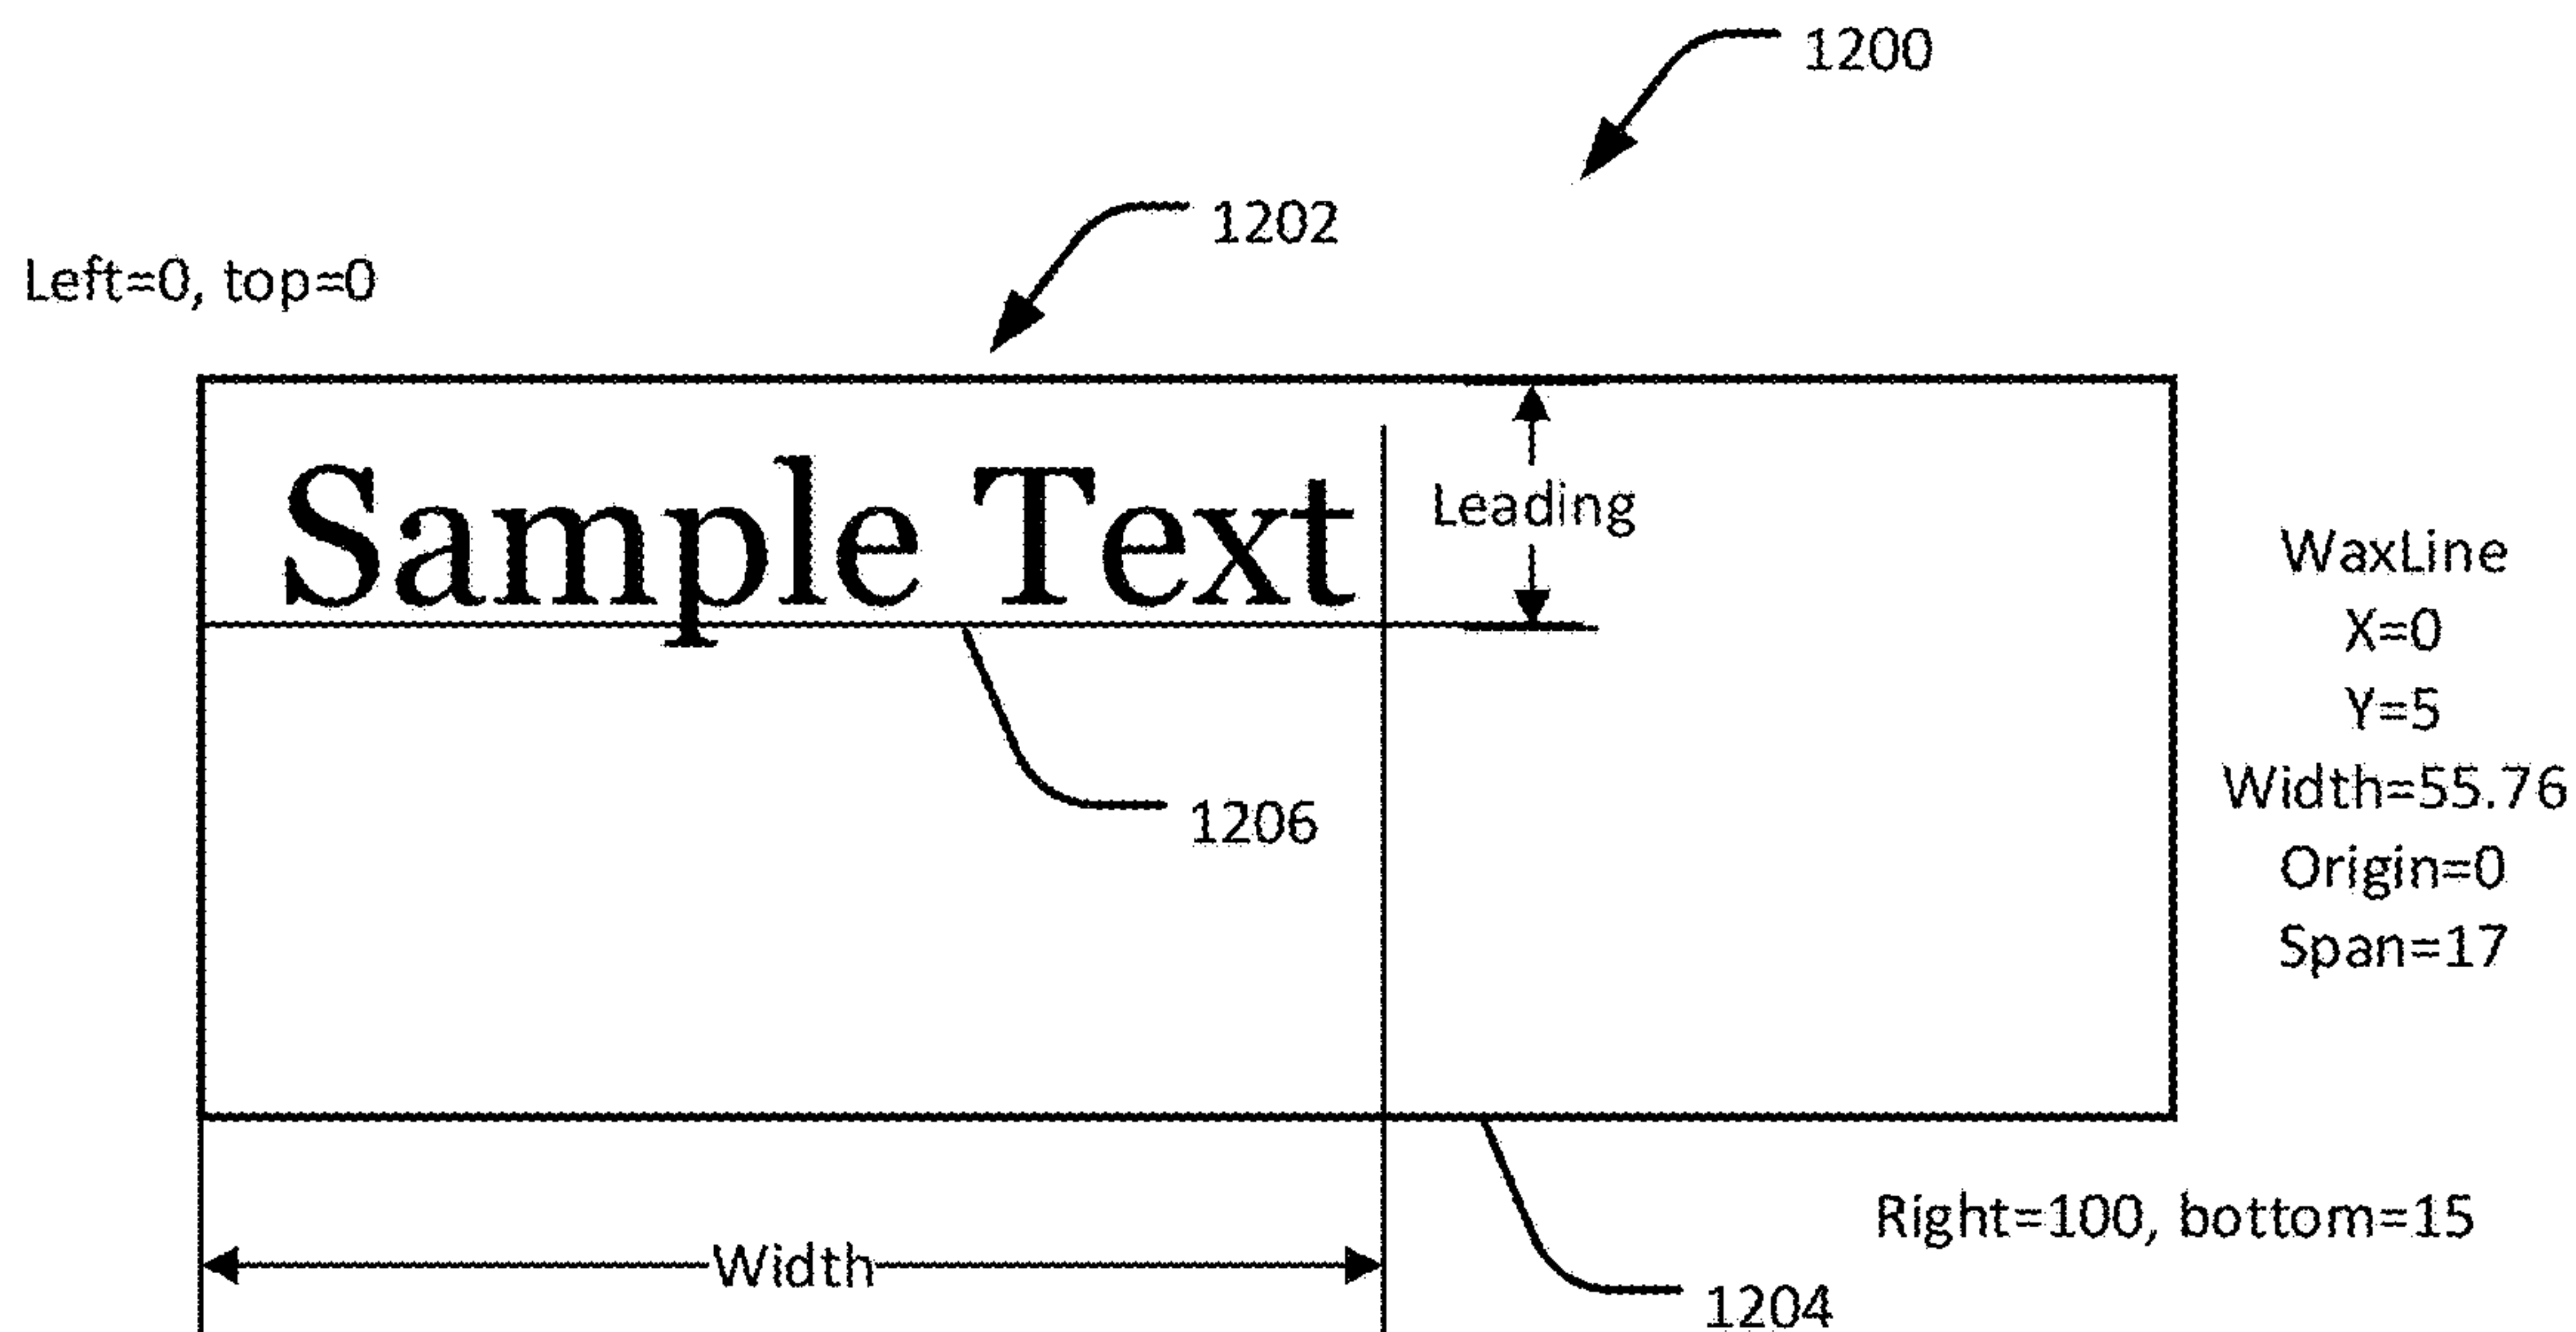 1200
1202
Left=0, top=0
Sample Text
Leading
WaxLine
X=0
Y=5
Width=55.76
Origin=0
Span=17
1206
Right=100, bottom=15
Width
1204